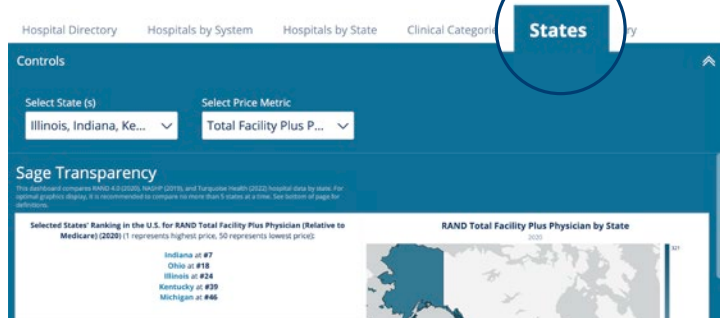 Hospital Directory Hospitals by System Hospitals by State Clinical Categorie States ry
Controls
Select State (s) Select Price Metric
Illinois, Indiana, Ke... Total Facility Plus P...
Sage Transparency
This dashboard compares RAND 4.0 (2020), NASHP (2019), and Turquoise Health (2022) hospital data by state. For
optimal graphics display, it is recommended to compare no more than 5 states at a time. See bottom of page for
definitions.
Selected States' Ranking in the U.S. for RAND Total Facility Plus Physician (Relative to
Medicare) (2020) (1 represents highest price, 50 represents lowest price):
Indiana at #7
Ohio at #18
Illinois at #24
Kentucky at #39
Michigan at #46
RAND Total Facility Plus Physician by State
2020
321